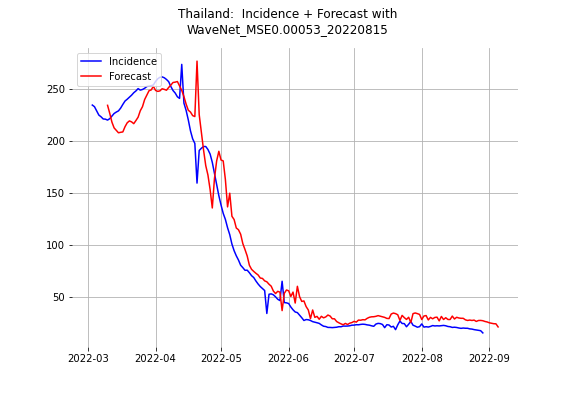 Thailand:  Incidence + Forecast with
WaveNet_MSE0.00053_20220815
Incidence
Forecast
250
200
150
100
50
2022-03 2022-04 2022-05 2022-06 2022-07 2022-08 2022-09